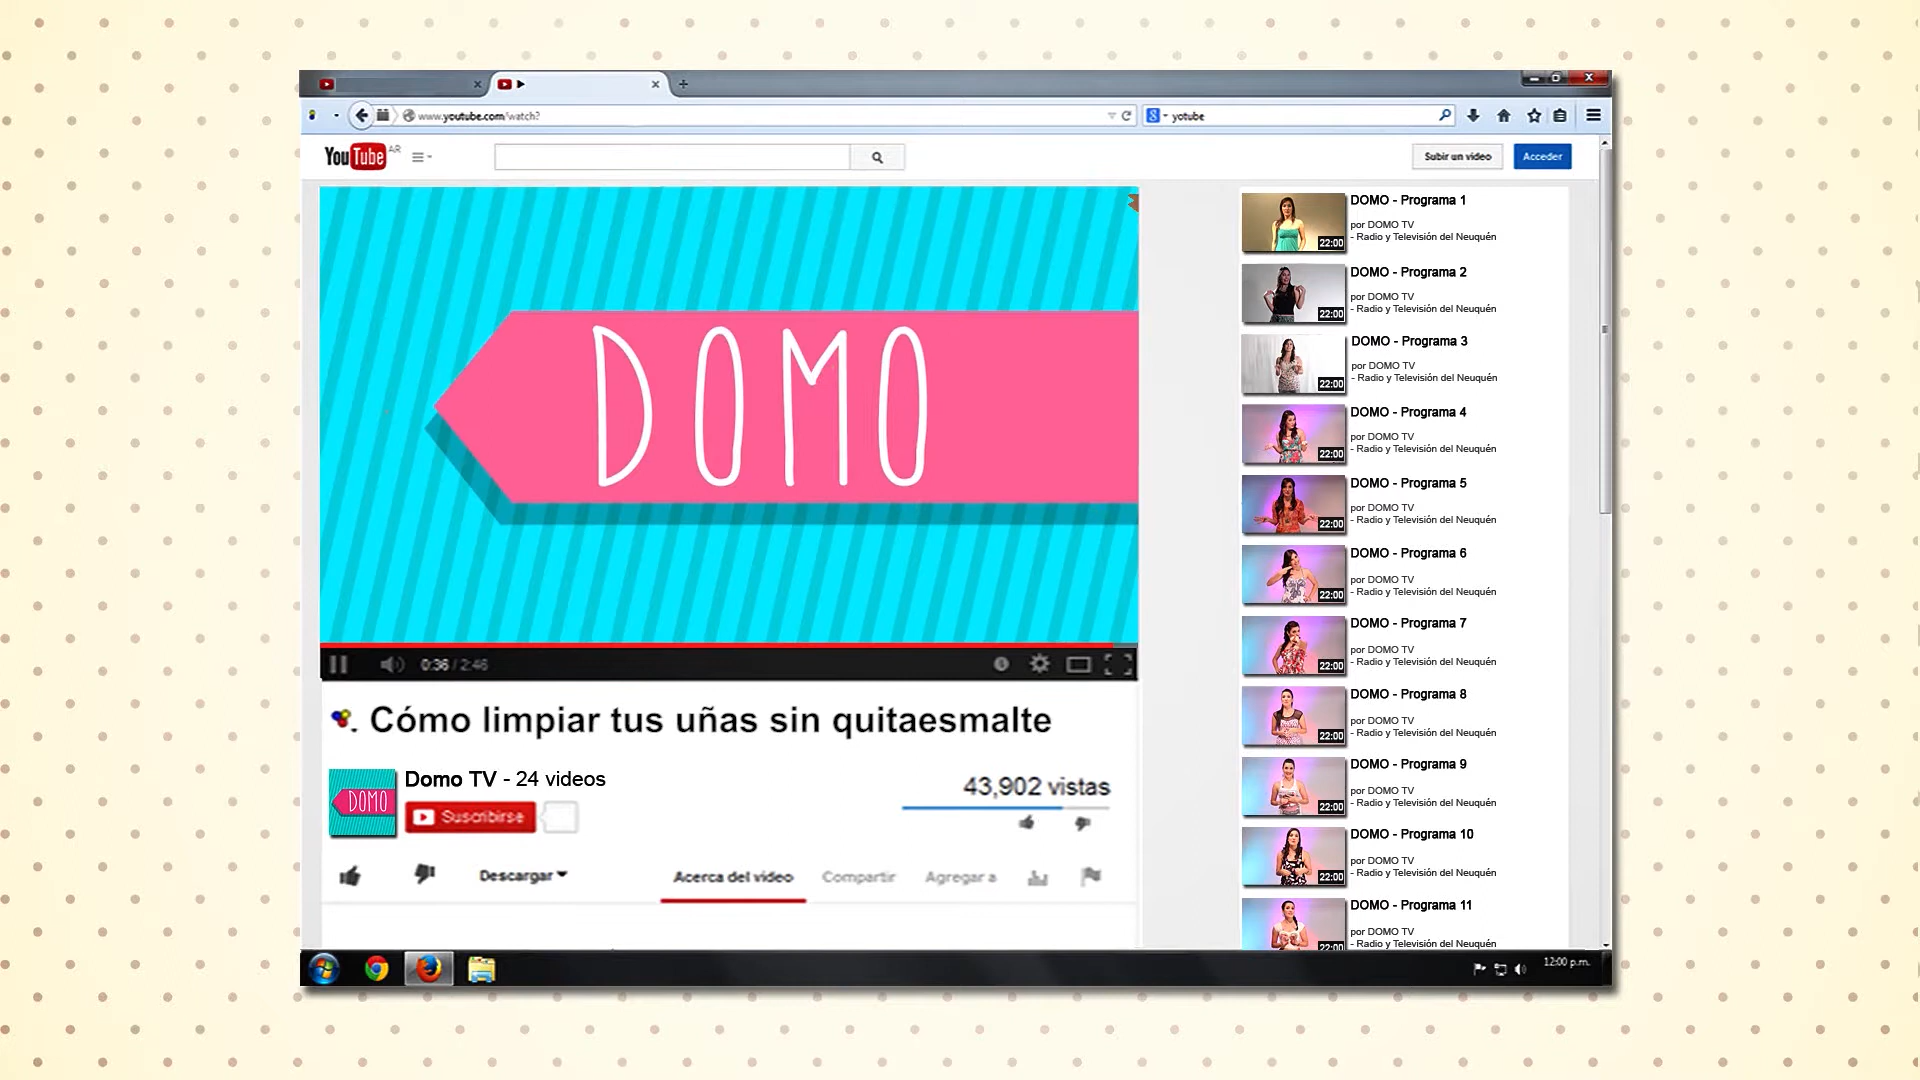 www.youtube.com/watch?
yotube
YouTube AR
Subir un video
Acceder
DOMO
0:36 / 2:46
. Cómo limpiar tus uñas sin quitaesmalte
DOMO
Domo TV - 24 videos
Suscribirse
43,902 vistas
Descargar
Acerca del video
Compartir
Agregar a
DOMO - Programa 1
por DOMO TV
- Radio y Televisión del Neuquén
22:00
DOMO - Programa 2
por DOMO TV
- Radio y Televisión del Neuquén
22:00
DOMO - Programa 3
por DOMO TV
- Radio y Televisión del Neuquén
22:00
DOMO - Programa 4
por DOMO TV
- Radio y Televisión del Neuquén
22:00
DOMO - Programa 5
por DOMO TV
- Radio y Televisión del Neuquén
22:00
DOMO - Programa 6
por DOMO TV
- Radio y Televisión del Neuquén
22:00
DOMO - Programa 7
por DOMO TV
- Radio y Televisión del Neuquén
22:00
DOMO - Programa 8
por DOMO TV
- Radio y Televisión del Neuquén
22:00
DOMO - Programa 9
por DOMO TV
- Radio y Televisión del Neuquén
22:00
DOMO - Programa 10
por DOMO TV
- Radio y Televisión del Neuquén
22:00
DOMO - Programa 11
por DOMO TV
- Radio y Televisión del Neuquén
22:00
12:00 p.m.